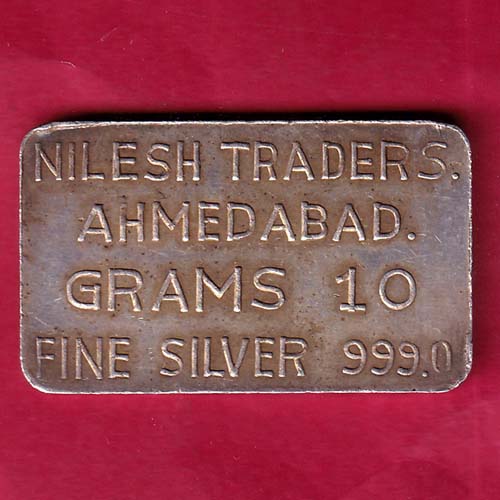 NILESH TRADERS.
AHMEDABAD.
GRAMS 10
FINE SILVER 999.0